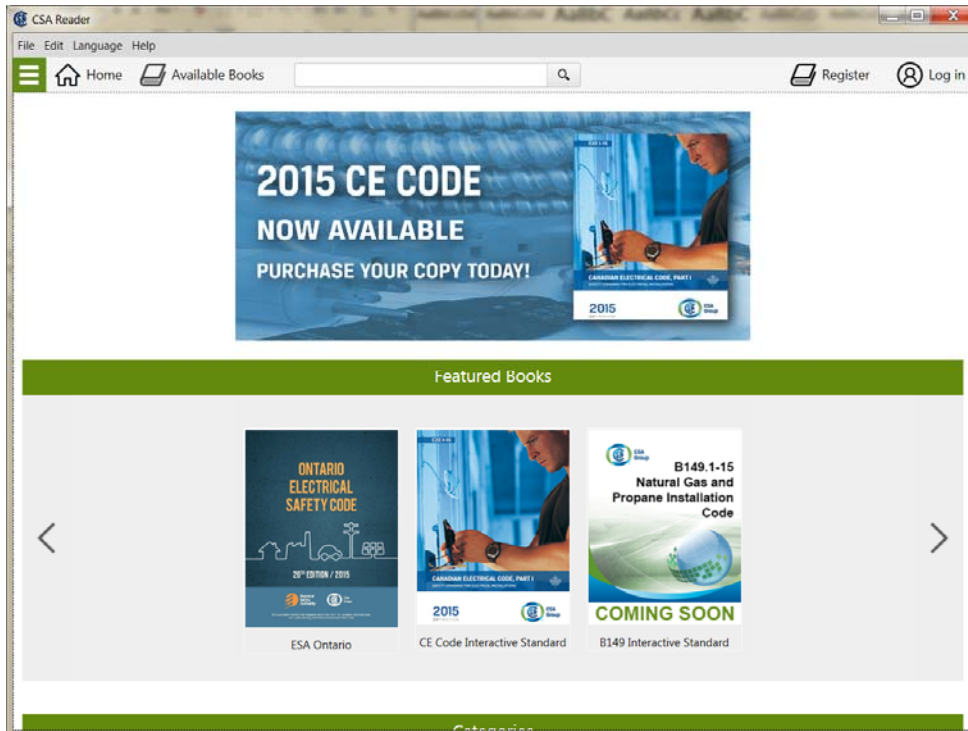 CSA Reader
File Edit Language Help
Home Available Books Register Log in
2015 CE CODE
NOW AVAILABLE
PURCHASE YOUR COPY TODAY!
CANADIAN ELECTRICAL CODE, PART I
2015
CSA
Group
Featured Books
ONTARIO
ELECTRICAL
SAFETY CODE
26TH EDITION / 2015
ESA Ontario
CANADIAN ELECTRICAL CODE, PART I
2015
CE Code Interactive Standard
CSA
Group
B149.1-15
Natural Gas and
Propane Installation
Code
COMING SOON
B149 Interactive Standard
Categories